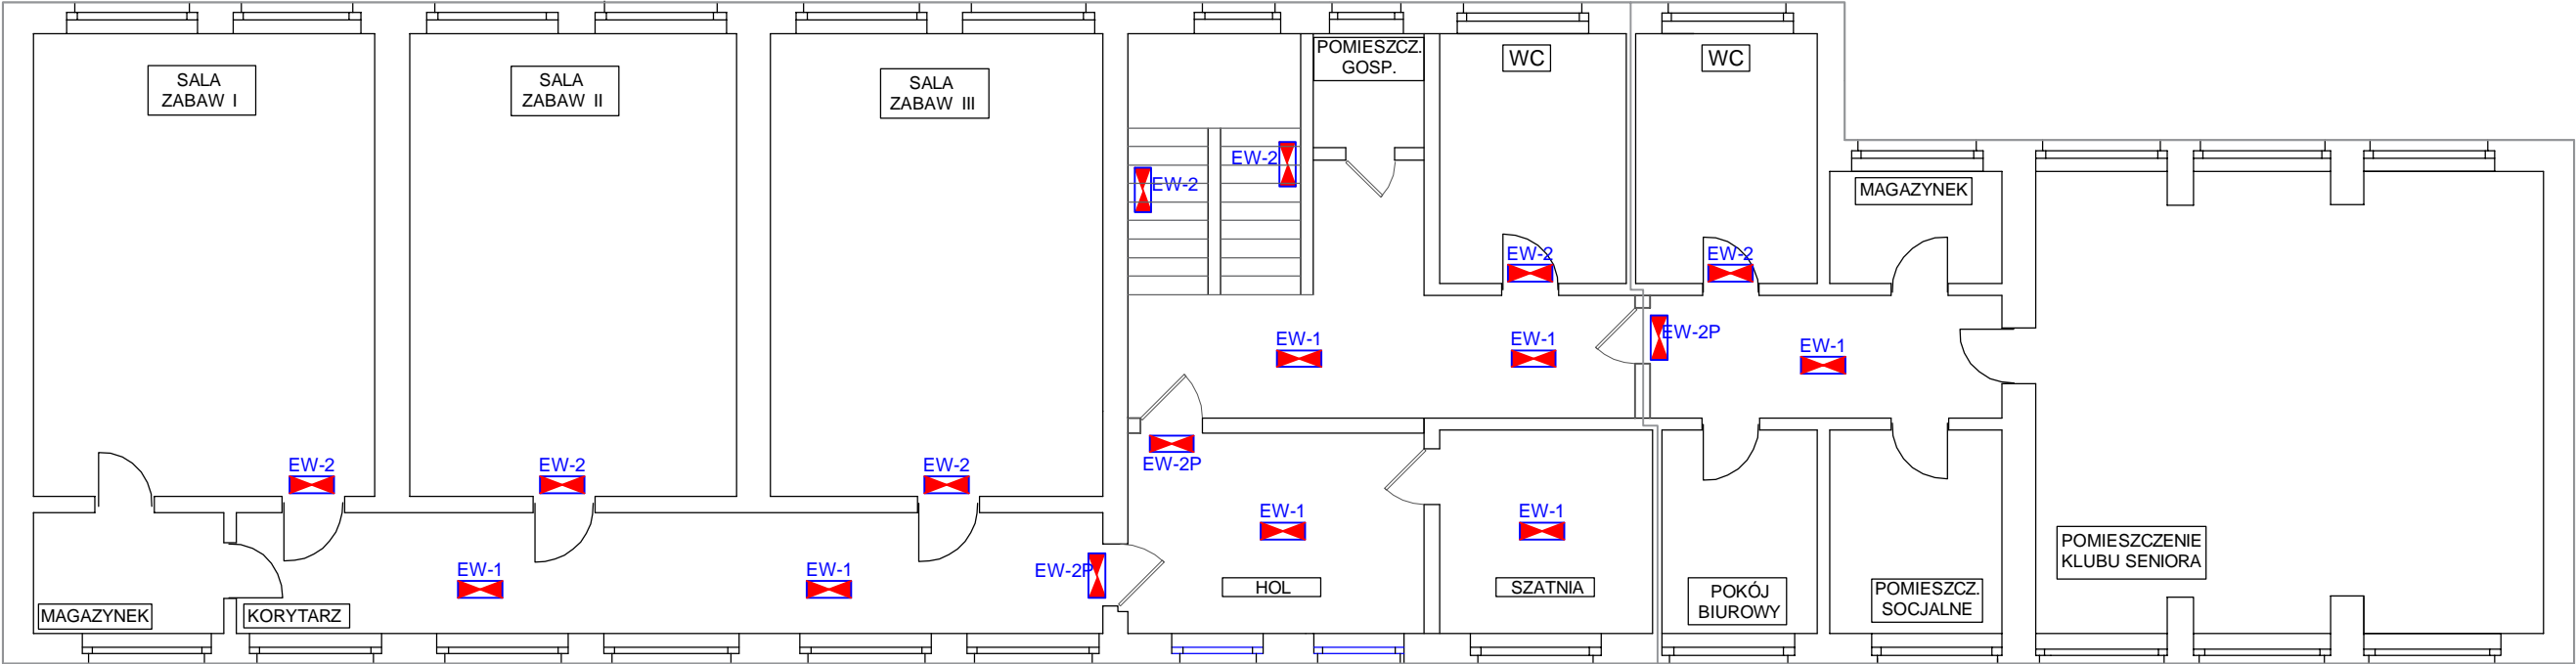 SALA
ZABAW I
SALA
ZABAW II
SALA
ZABAW III
POMIESZCZ.
GOSP.
WC
WC
EW-2
EW-2
MAGAZYNEK
EW-2
EW-2
EW-1
EW-1
EW-2P
EW-1
EW-2
EW-2
EW-2
EW-2P
EW-1
EW-1
EW-1
EW-1
EW-2P
POMIESZCZENIE
KLUBU SENIORA
MAGAZYNEK
KORYTARZ
HOL
SZATNIA
POKÓJ
BIUROWY
POMIESZCZ.
SOCJALNE